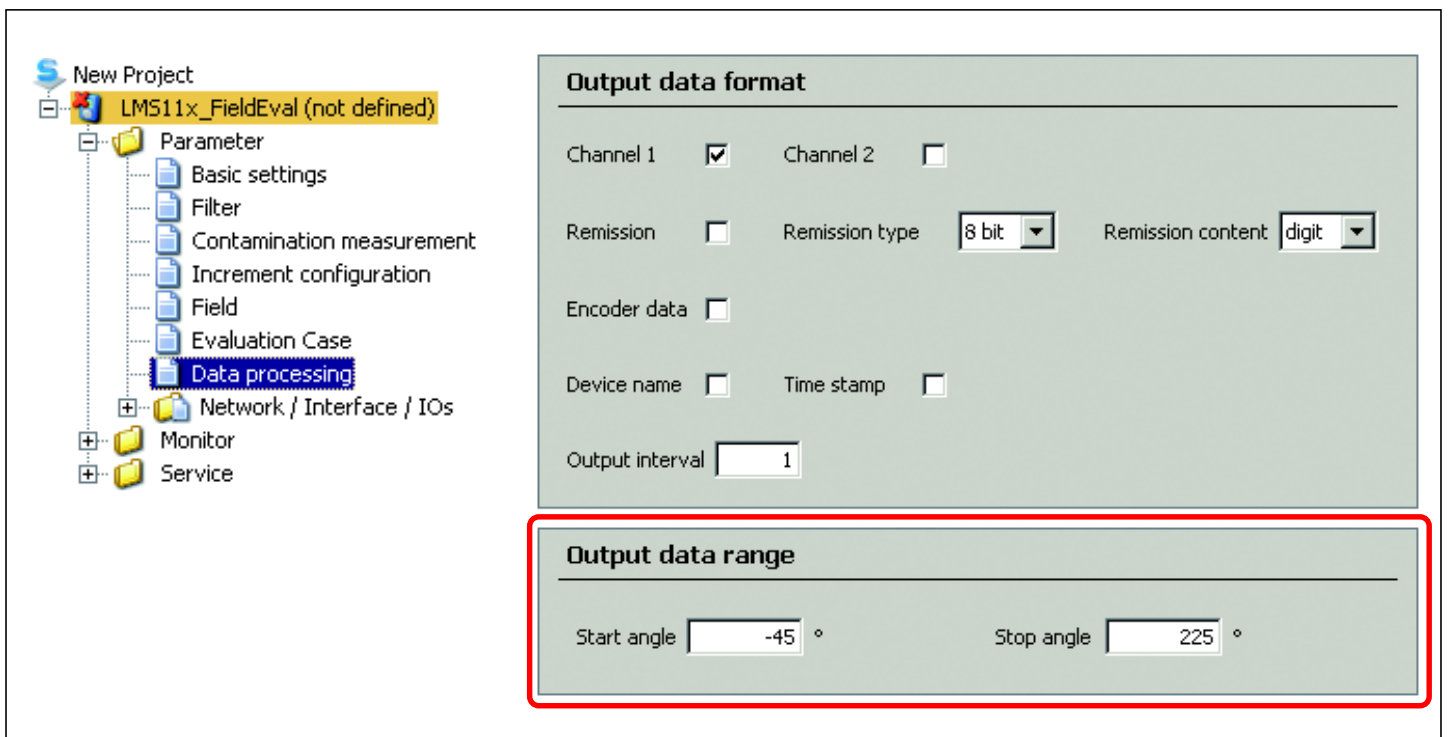 New Project
LMS11x_FieldEval (not defined)
Parameter
Basic settings
Filter
Contamination measurement
Increment configuration
Field
Evaluation Case
Data processing
Network / Interface / IOs
Monitor
Service
Output data format
Channel 1 Channel 2
Remission Remission type 8 bit Remission content digit
Encoder data
Device name Time stamp
Output interval 1
Output data range
Start angle -45 ° Stop angle 225 °